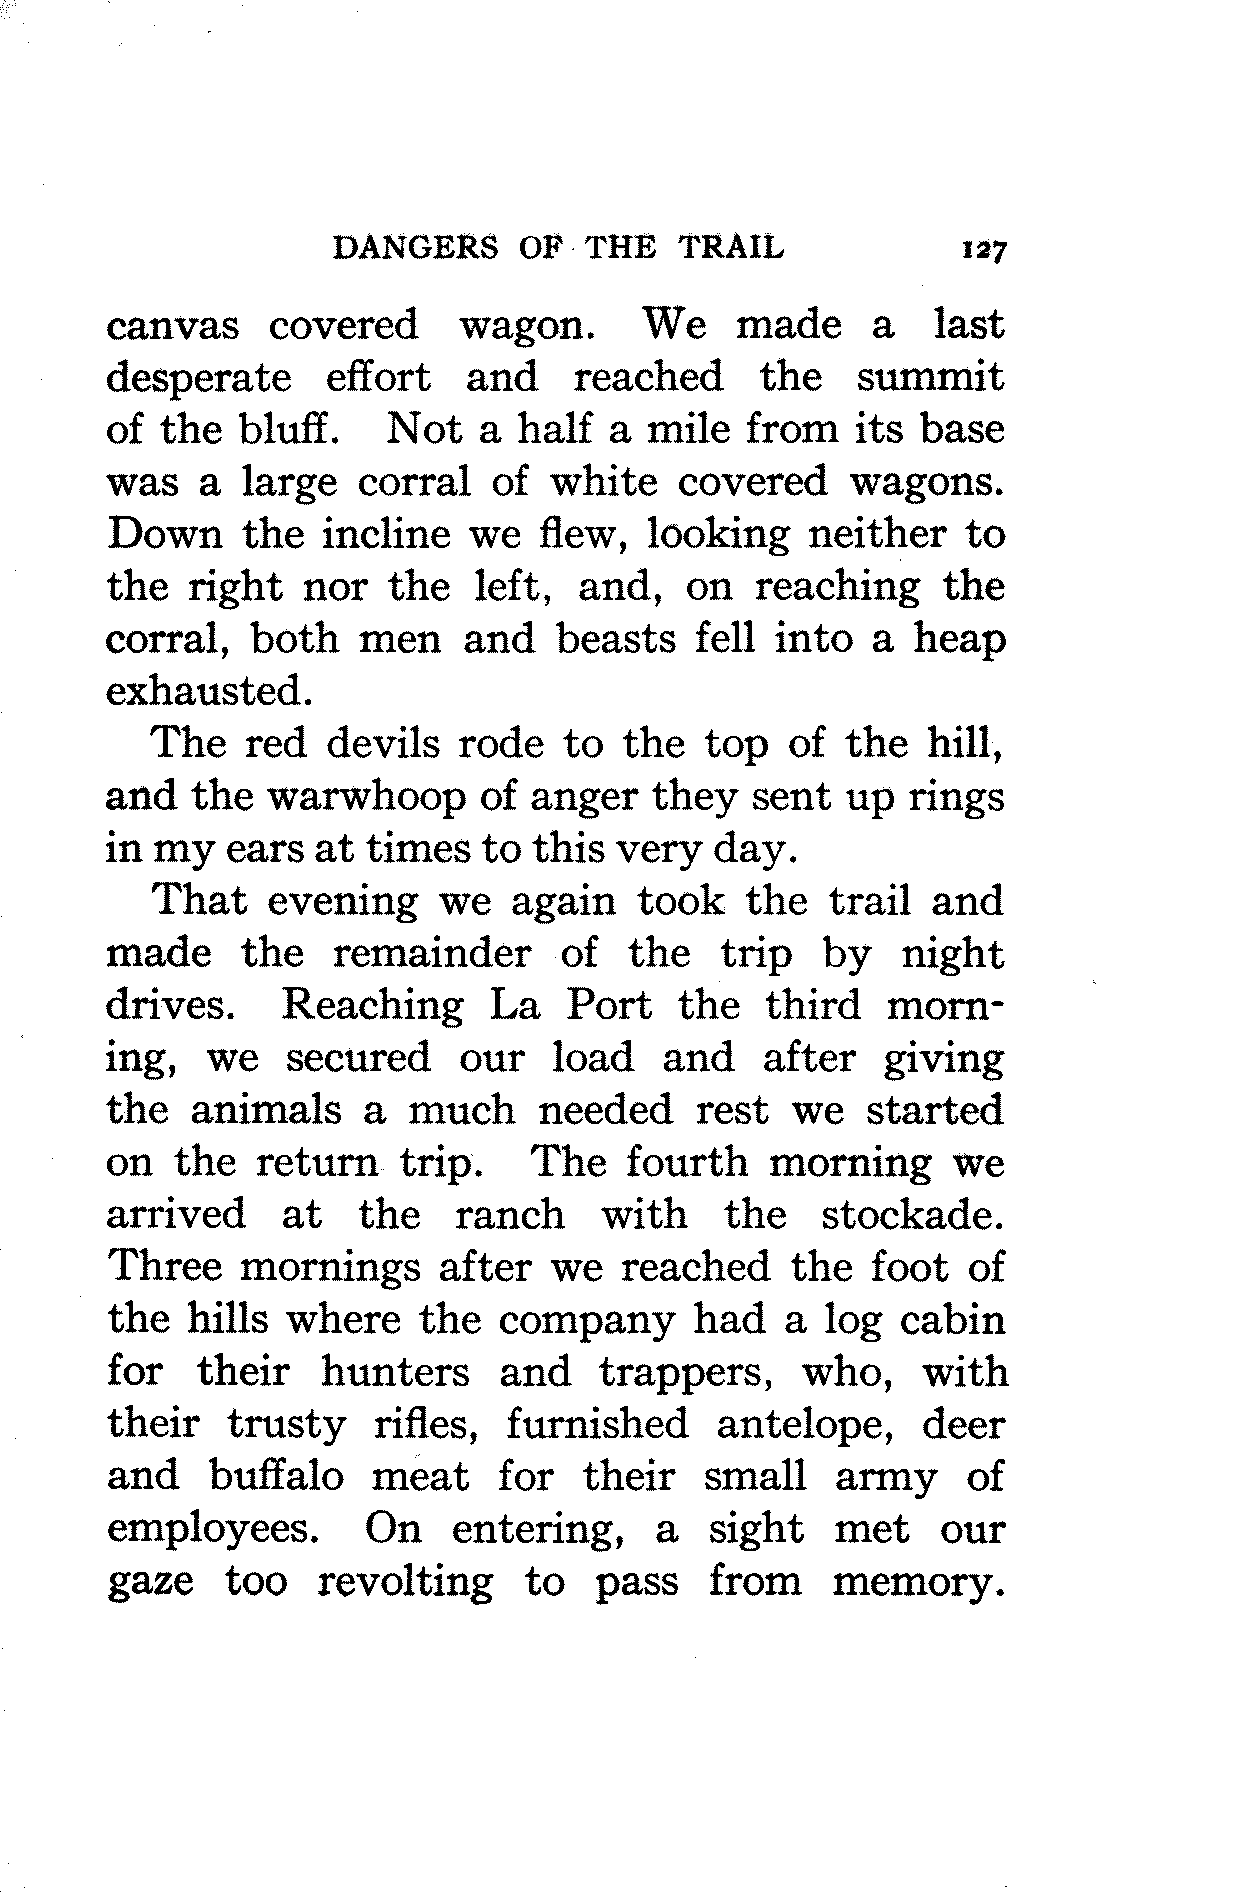 DANGERS OF THE TRAIL 127
canvas covered wagon. We made a last
desperate effort and reached the summit
of the bluff. Not a half a mile from its base
was a large corral of white covered wagons.
Down the incline we flew, looking neither to
the right nor the left, and, on reaching the
corral, both men and beasts fell into a heap
exhausted.
The red devils rode to the top of the hill,
and the warwhoop of anger they sent up rings
in my ears at times to this very day.
That evening we again took the trail and
made the remainder of the trip by night
drives. Reaching La Port the third morn-
ing, we secured our load and after giving
the animals a much needed rest we started
on the return trip. The fourth morning we
arrived at the ranch with the stockade.
Three mornings after we reached the foot of
the hills where the company had a log cabin
for their hunters and trappers, who, with
their trusty rifles, furnished antelope, deer
and buffalo meat for their small army of
employees. On entering, a sight met our
gaze too revolting to pass from memory.